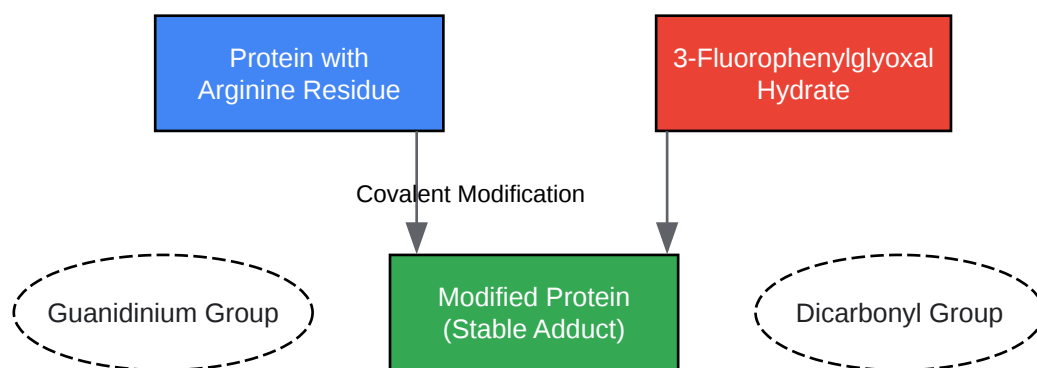 Protein with
Arginine Residue
3-Fluorophenylglyoxal
Hydrate
Covalent Modification
Guanidinium Group
Modified Protein
(Stable Adduct)
Dicarbonyl Group